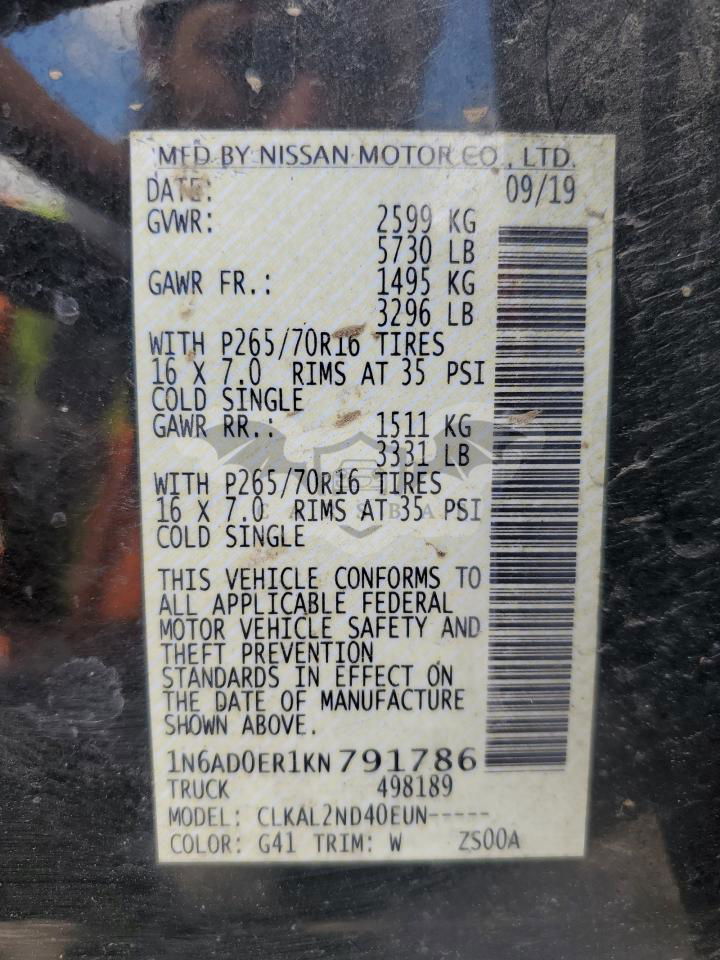 MFD BY NISSAN MOTOR CO., LTD.
DATE: 09/19
GVWR: 2599 KG
5730 LB
GAWR FR.: 1495 KG
3296 LB
WITH P265/70R16 TIRES
16 X 7.0 RIMS AT 35 PSI
COLD SINGLE
GAWR RR.: 1511 KG
3331 LB
WITH P265/70R16 TIRES
16 X 7.0 RIMS AT 35 PSI
COLD SINGLE
THIS VEHICLE CONFORMS TO
ALL APPLICABLE FEDERAL
MOTOR VEHICLE SAFETY AND
THEFT PREVENTION
STANDARDS IN EFFECT ON
THE DATE OF MANUFACTURE
SHOWN ABOVE.
1N6AD0ER1KN791786
TRUCK 498189
MODEL: CLKAL2ND40EUN-----
COLOR: G41 TRIM: W ZS00A